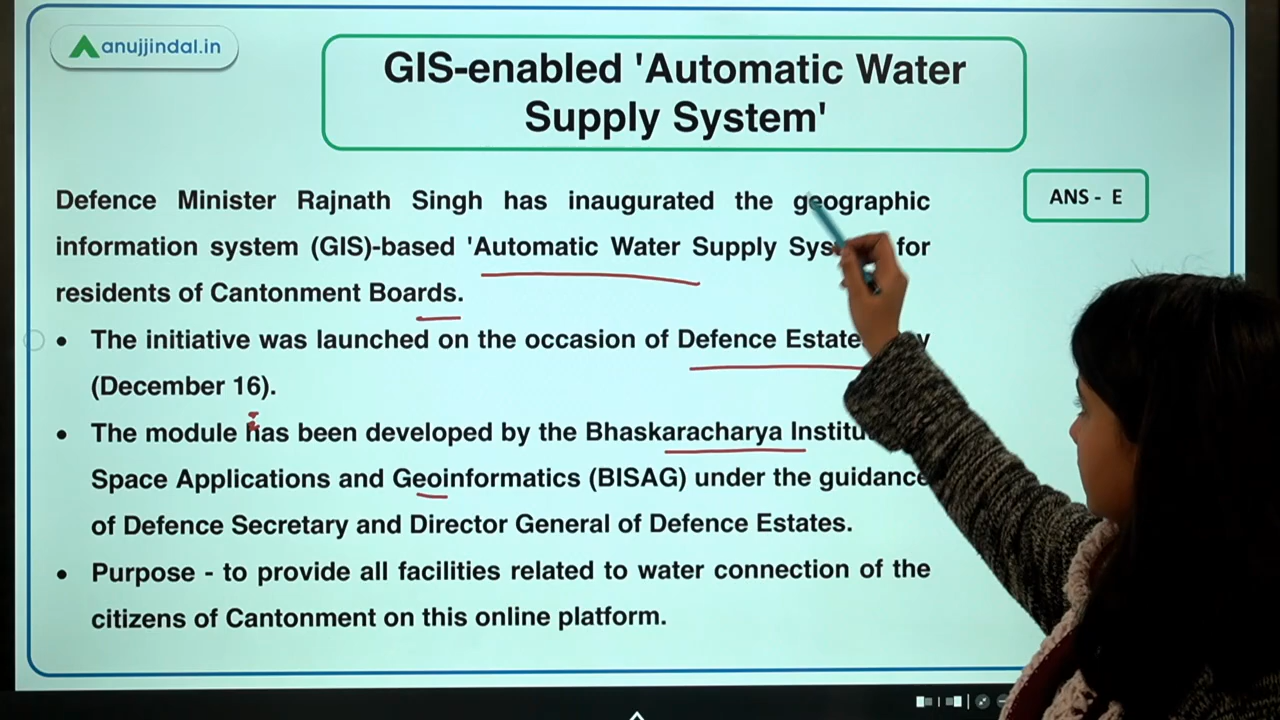 anujjindal.in
GIS-enabled 'Automatic Water
Supply System'
Defence Minister Rajnath Singh has inaugurated the geographic
ANS - E
information system (GIS)-based 'Automatic Water Supply for
residents of Cantonment Boards.
• The initiative was launched on the occasion of Defence Estate
(December 16).
• The module has been developed by the Bhaskaracharya
Space Applications and Geoinformatics (BISAG) under the guidance
of Defence Secretary and Director General of Defence Estates.
• Purpose - to provide all facilities related to water connection of the
citizens of Cantonment on this online platform.